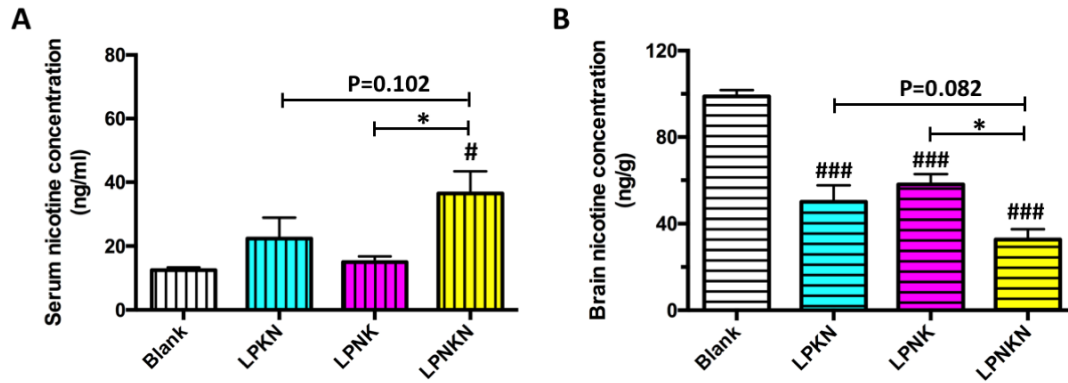 A
Serum nicotine concentration
(ng/ml)
80
60
40
20
0
P=0.102
*
#
Blank
LPKN
LPNK
LPNKN
B
Brain nicotine concentration
(ng/g)
120
80
40
0
P=0.082
*
###
###
###
Blank
LPKN
LPNK
LPNKN